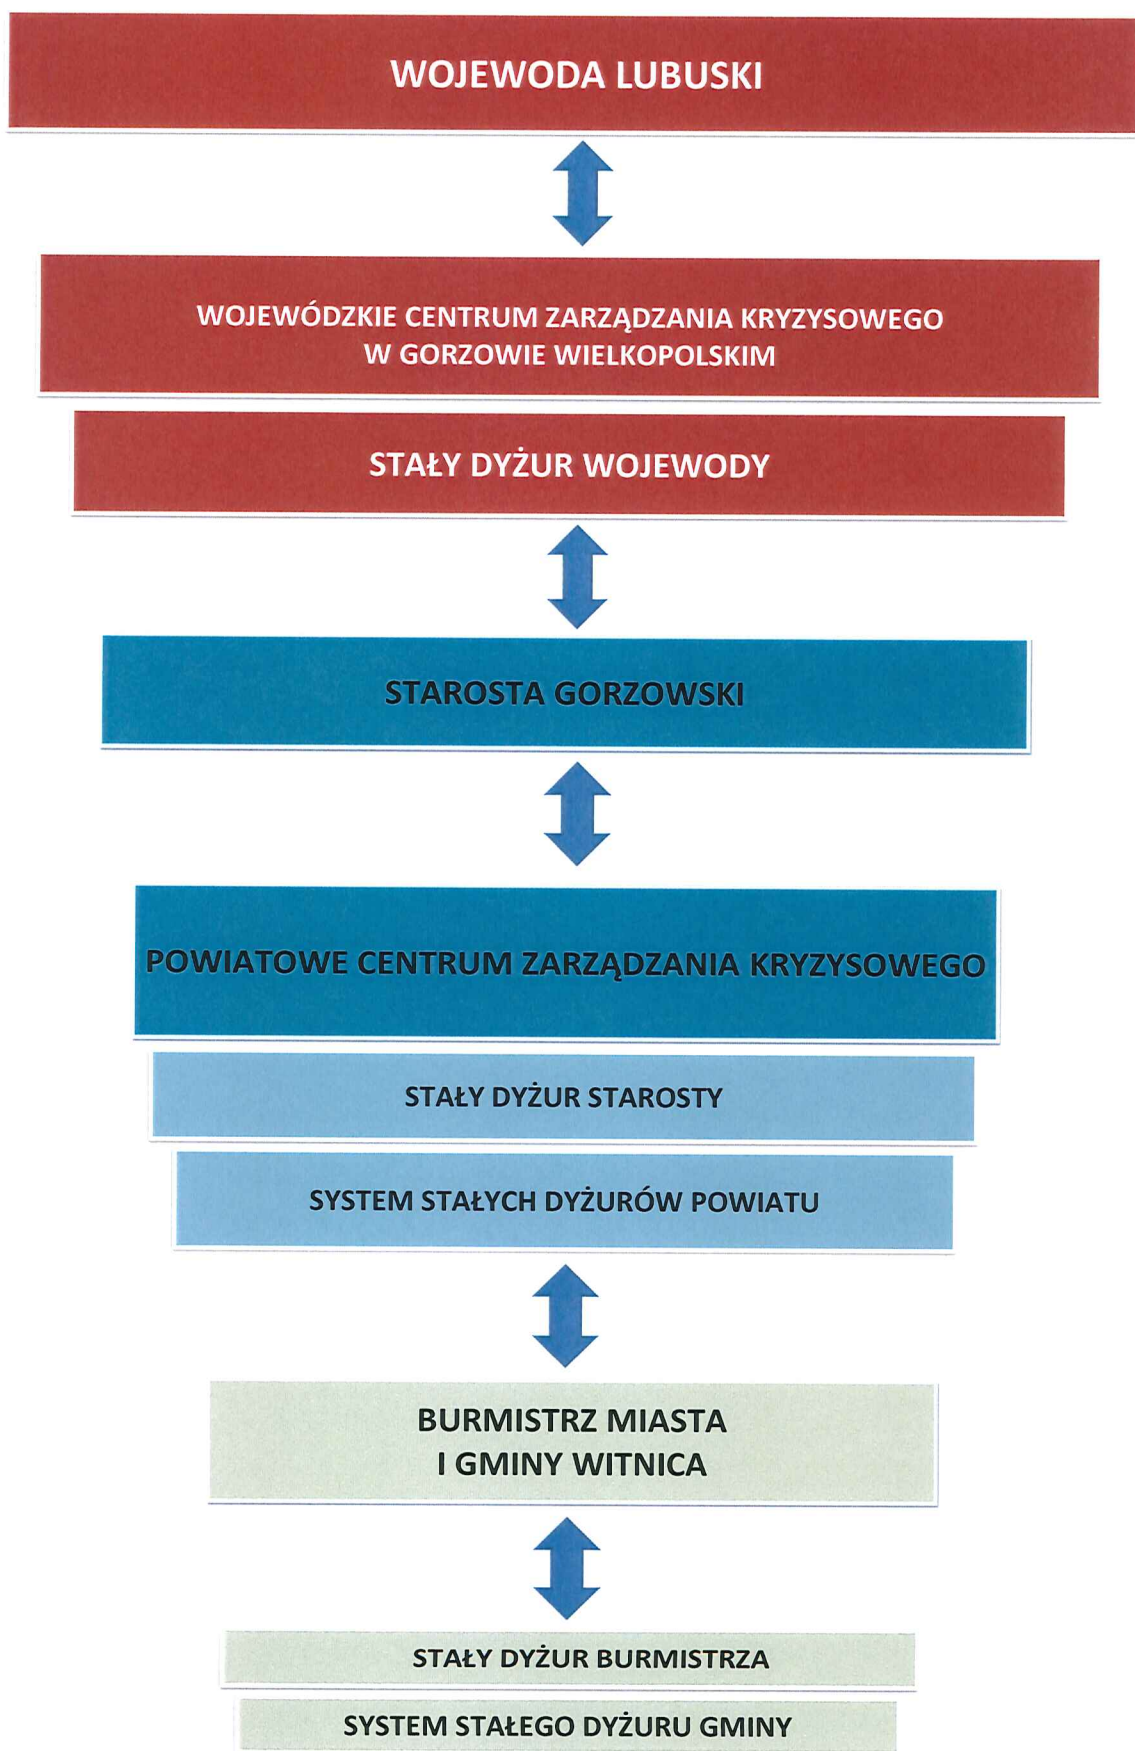 WOJEWODA LUBUSKI
WOJEWÓDZKIE CENTRUM ZARZĄDZANIA KRYZYSOWEGO
W GORZOWIE WIELKOPOLSKIM
STAŁY DYŻUR WOJEWODY
STAROSTA GORZOWSKI
POWIATOWE CENTRUM ZARZĄDZANIA KRYZYSOWEGO
STAŁY DYŻUR STAROSTY
SYSTEM STAŁYCH DYŻURÓW POWIATU
BURMISTRZ MIASTA
I GMINY WITNICA
STAŁY DYŻUR BURMISTRZA
SYSTEM STAŁEGO DYŻURU GMINY